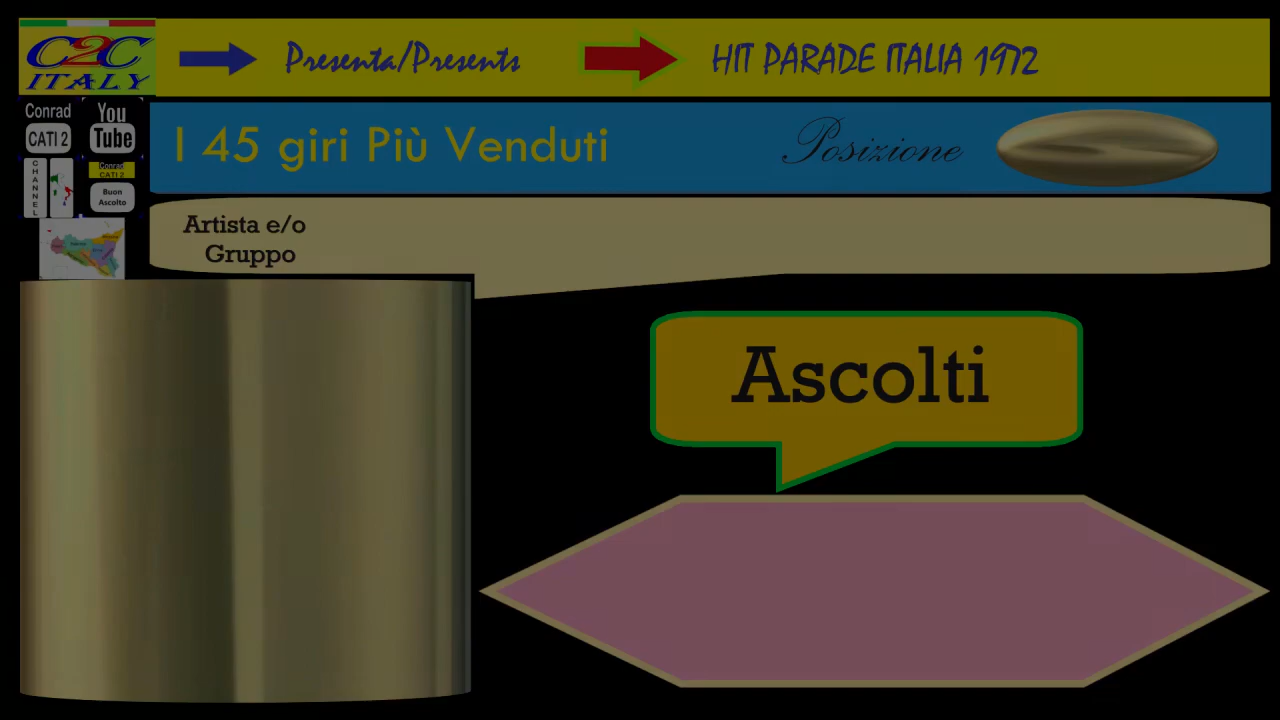 C2C
ITALY
Presenta/Presents
HIT PARADE ITALIA 1972
Conrad
CATI 2
You
Tube
I 45 giri Più Venduti
Posizione
CHANNEL
Conrad
CATI 2
Buon
Ascolto
Artista e/o
Gruppo
Ascolti